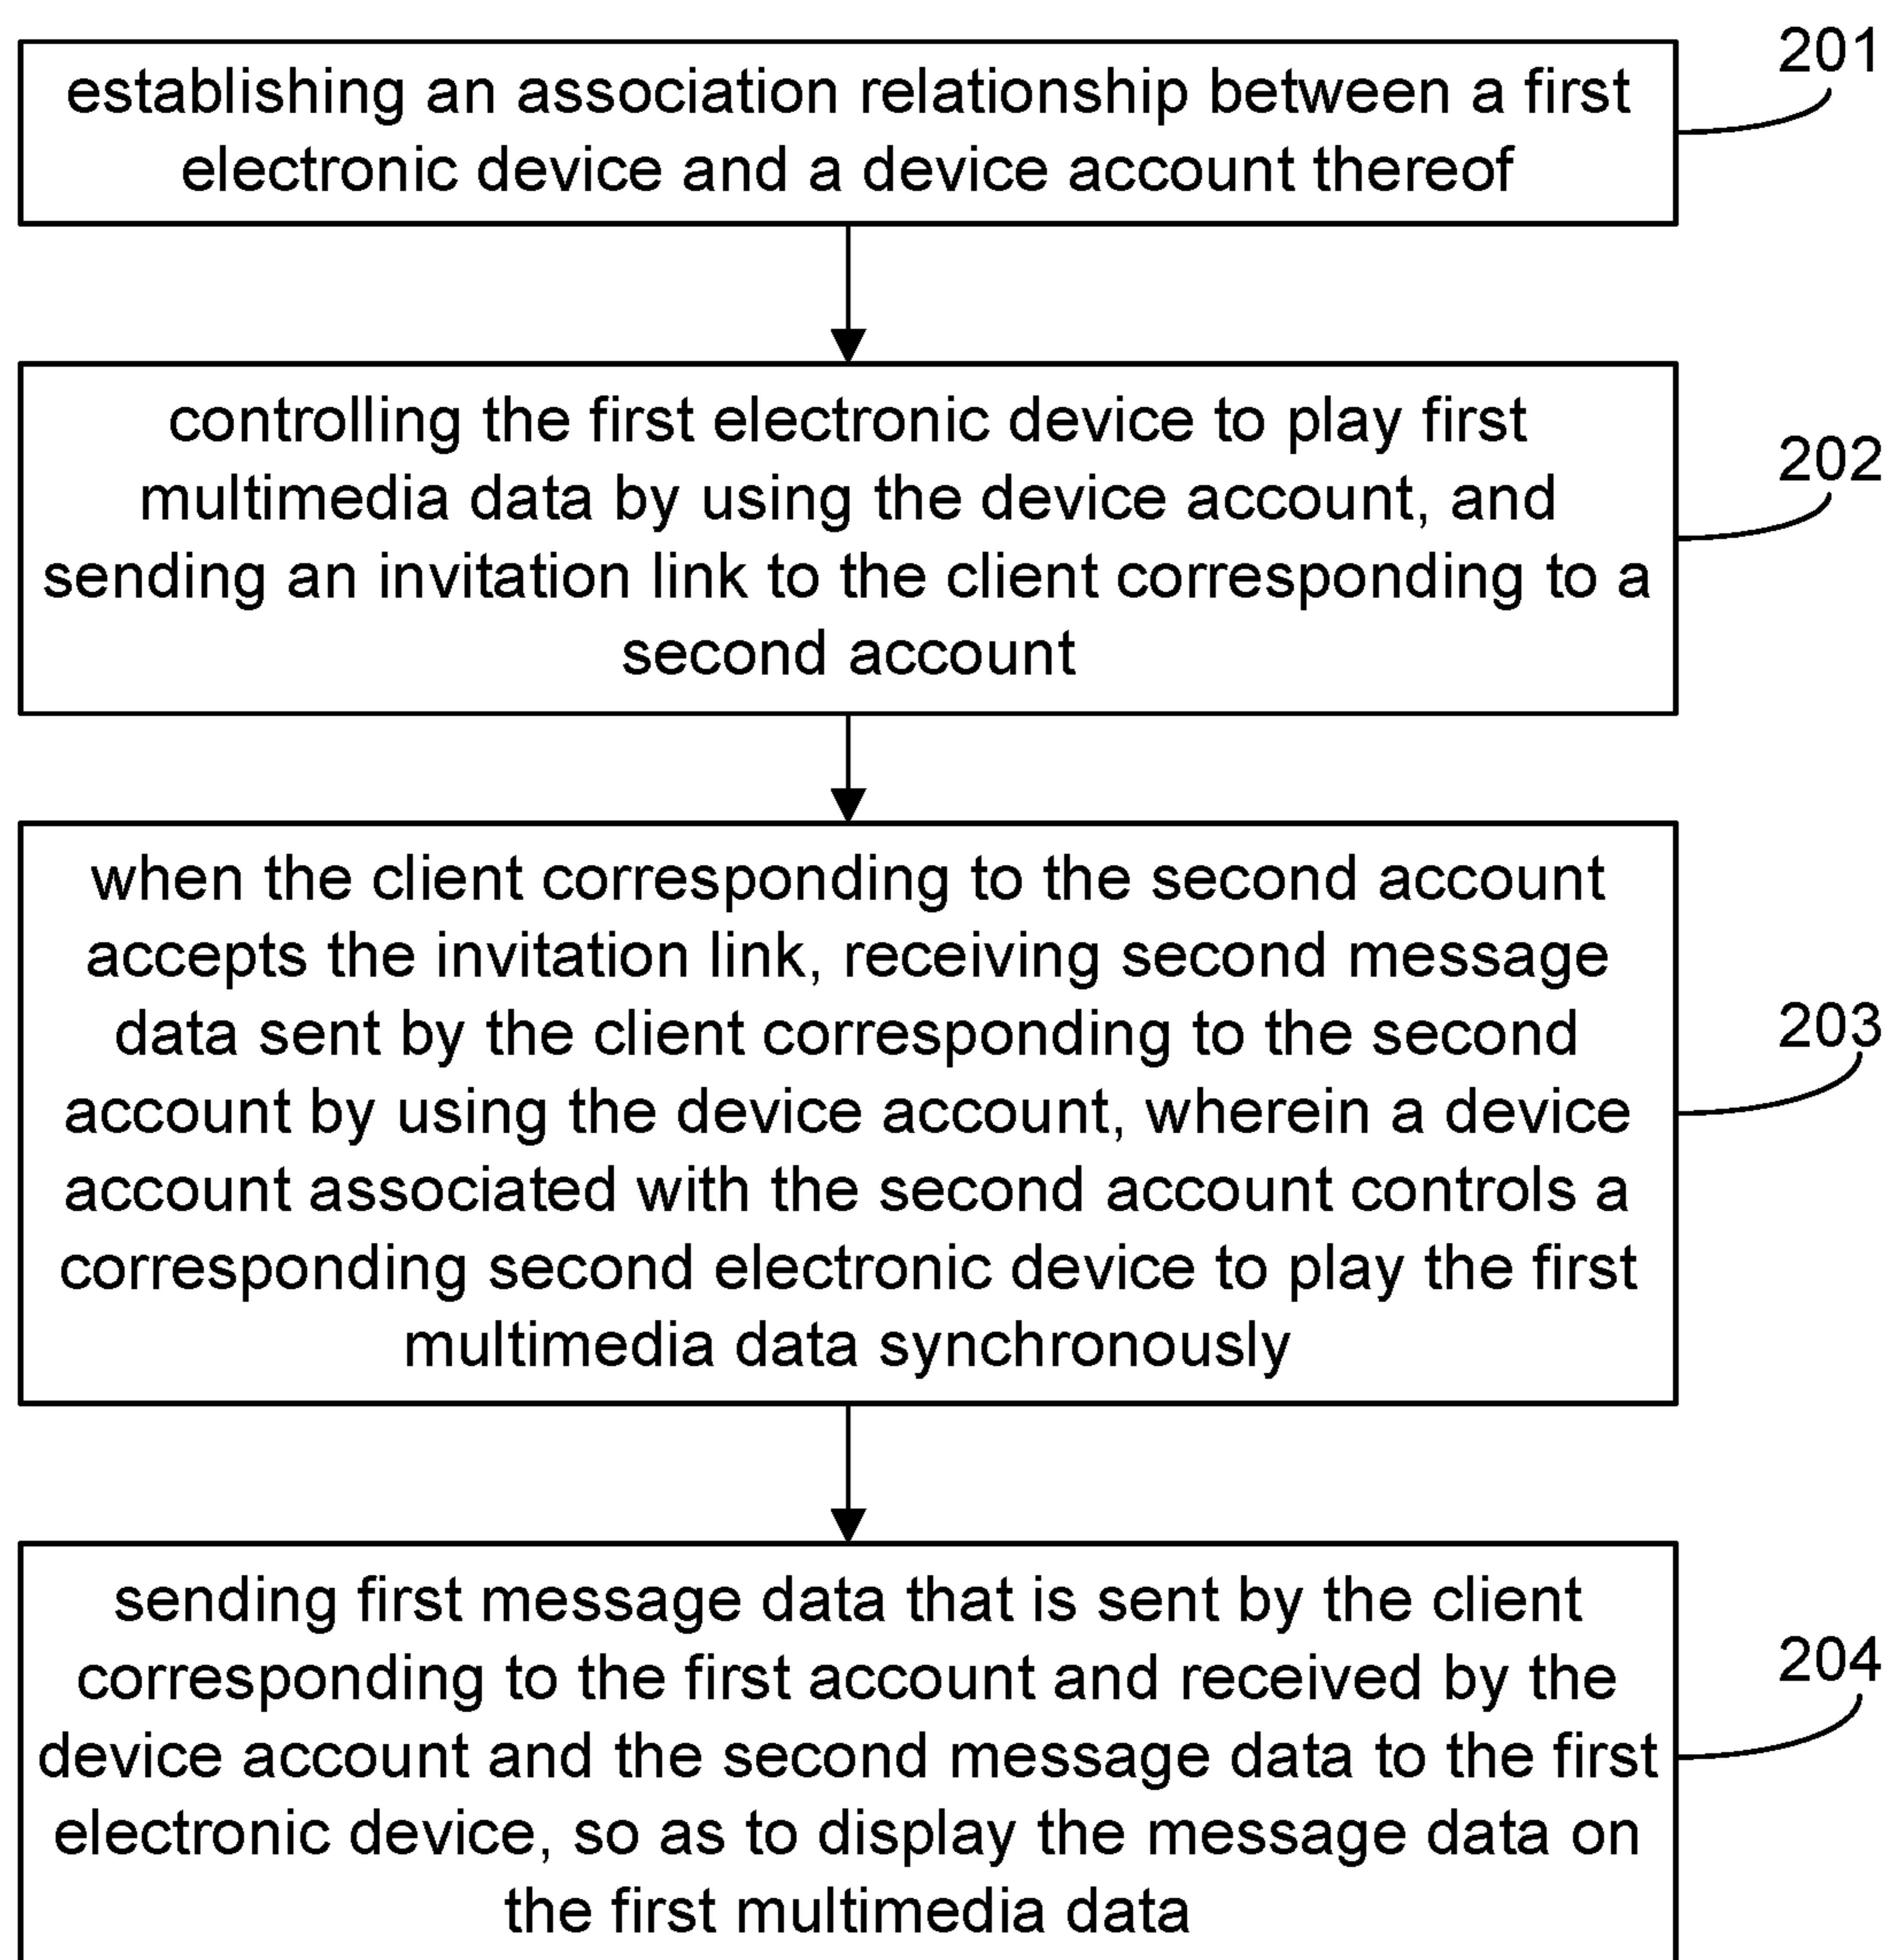 201
establishing an association relationship between a first
electronic device and a device account thereof
controlling the first electronic device to play first
202
multimedia data by using the device account, and
sending an invitation link to the client corresponding to a
second account
when the client corresponding to the second account
accepts the invitation link, receiving second message
data sent by the client corresponding to the second
203
account by using the device account, wherein a device
account associated with the second account controls a
corresponding second electronic device to play the first
multimedia data synchronously
sending first message data that is sent by the client
corresponding to the first account and received by the
204
device account and the second message data to the first
electronic device, so as to display the message data on
the first multimedia data